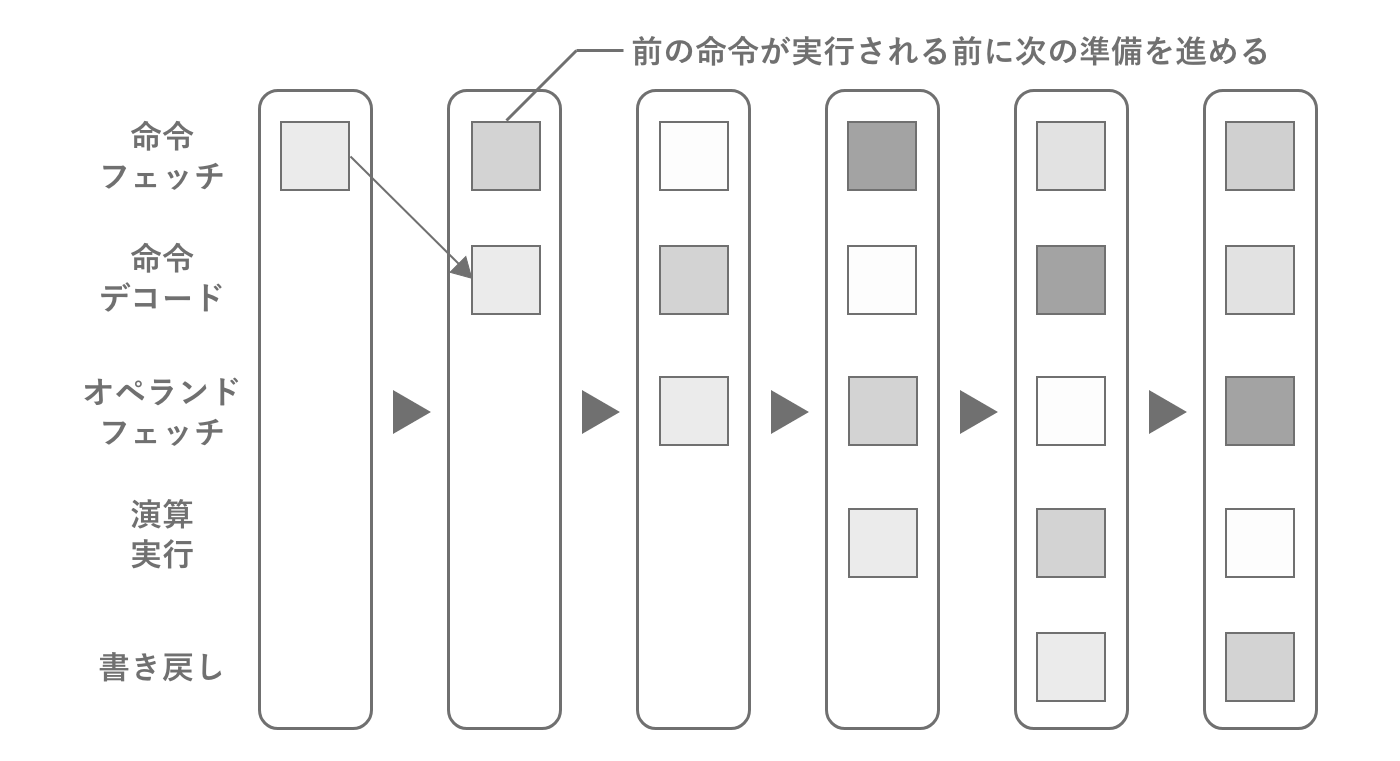 前の命令が実行される前に次の準備を進める
命令
フェッチ
命令
デコード
オペランド
フェッチ
演算
実行
書き戻し